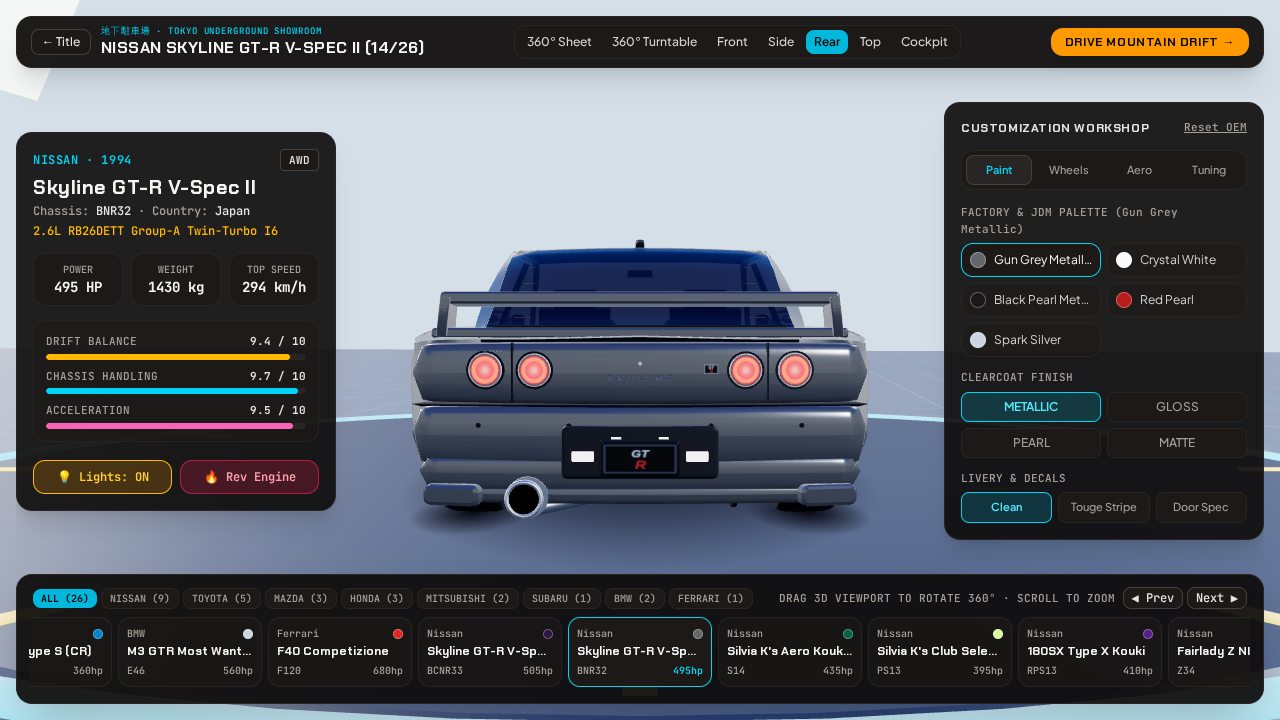 ← Title
地下駐車場 · TOKYO UNDERGROUND SHOWROOM
NISSAN SKYLINE GT-R V-SPEC II (14/26)
360° Sheet
360° Turntable
Front
Side
Rear
Top
Cockpit
DRIVE MOUNTAIN DRIFT →
NISSAN · 1994
AWD
Skyline GT-R V-Spec II
Chassis: BNR32 · Country: Japan
2.6L RB26DETT Group-A Twin-Turbo I6
POWER
495 HP
WEIGHT
1430 kg
TOP SPEED
294 km/h
DRIFT BALANCE
9.4 / 10
CHASSIS HANDLING
9.7 / 10
ACCELERATION
9.5 / 10
💡 Lights: ON
🔥 Rev Engine
SKYLINE
GT
R
CUSTOMIZATION WORKSHOP
Reset OEM
Paint
Wheels
Aero
Tuning
FACTORY & JDM PALETTE (Gun Grey
Metallic)
Gun Grey Metall...
Crystal White
Black Pearl Met...
Red Pearl
Spark Silver
CLEARCOAT FINISH
METALLIC
GLOSS
PEARL
MATTE
LIVERY & DECALS
Clean
Touge Stripe
Door Spec
ALL (26)
NISSAN (9)
TOYOTA (5)
MAZDA (3)
HONDA (3)
MITSUBISHI (2)
SUBARU (1)
BMW (2)
FERRARI (1)
DRAG 3D VIEWPORT TO ROTATE 360° · SCROLL TO ZOOM
◀ Prev
Next ▶
ype S (CR)
360hp
BMW
M3 GTR Most Want...
E46
560hp
Ferrari
F40 Competizione
F120
680hp
Nissan
Skyline GT-R V-Sp...
BCNR33
505hp
Nissan
Skyline GT-R V-Sp...
BNR32
495hp
Nissan
Silvia K's Aero Kouk...
S14
435hp
Nissan
Silvia K's Club Sele...
PS13
395hp
Nissan
180SX Type X Kouki
RPS13
410hp
Nissan
Fairlady Z NI
Z34